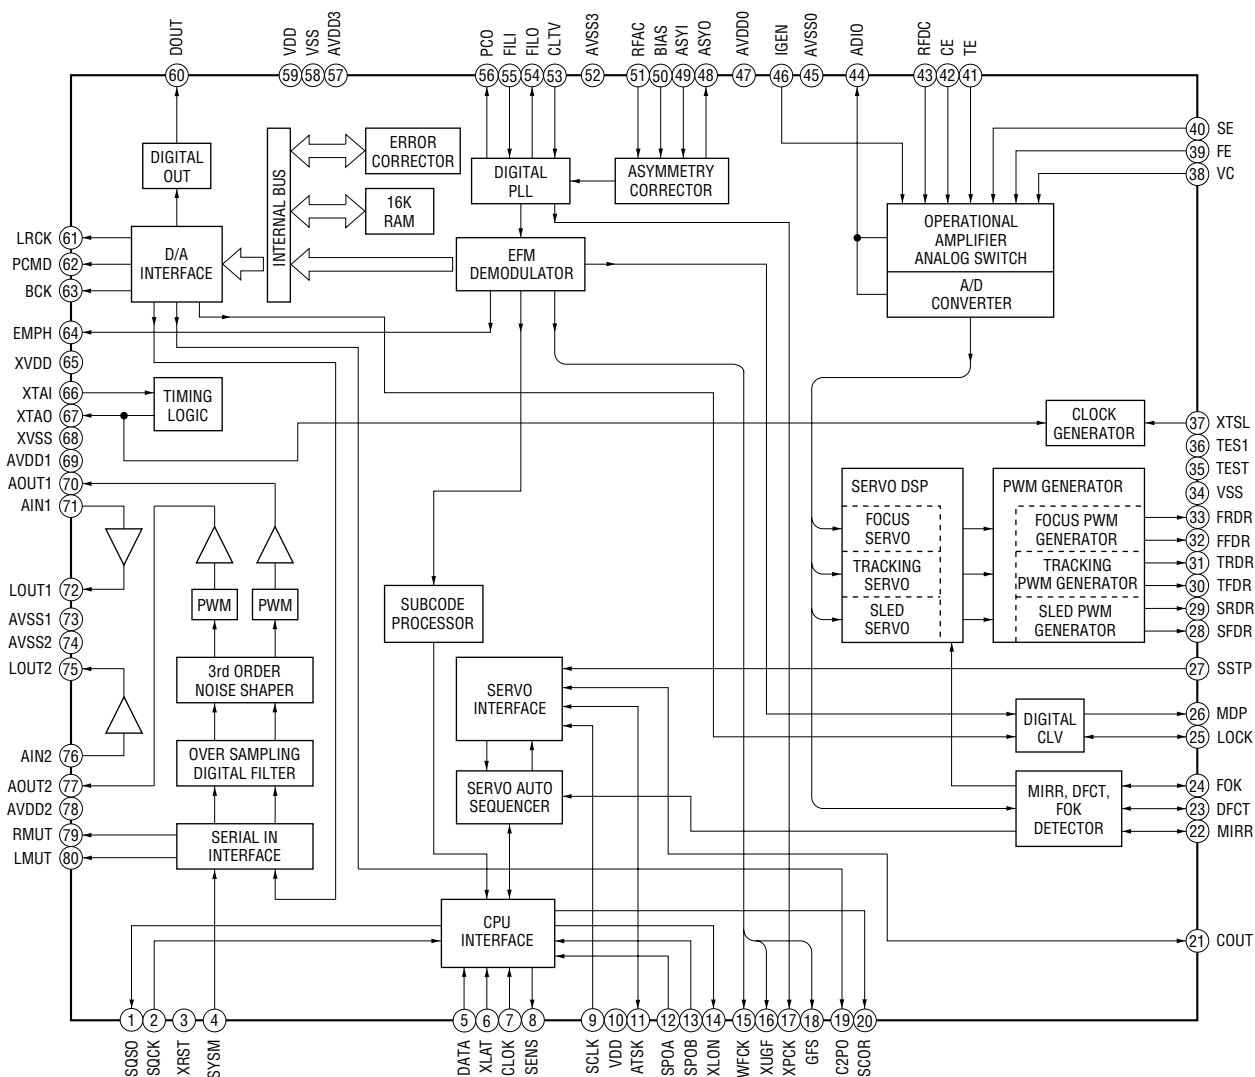 DOUT
VDD
VSS
AVDD3
PCO
FILI
FILO
CLTV
AVSS3
RFAC
BIAS
ASYI
ASYO
AVDD0
IGEN
AVSS0
ADIO
RFDC
CE
TE
60
59
58
57
56
55
54
53
52
51
50
49
48
47
46
45
44
43
42
41
40 SE
39 FE
38 VC
DIGITAL
OUT
INTERNAL BUS
ERROR
CORRECTOR
16K
RAM
DIGITAL
PLL
ASYMMETRY
CORRECTOR
OPERATIONAL
AMPLIFIER
ANALOG SWITCH
A/D
CONVERTER
LRCK 61
PCMD 62
BCK 63
D/A
INTERFACE
EFM
DEMODULATOR
EMPH 64
XVDD 65
XTAI 66
XTAO 67
XVSS 68
AVDD1 69
AOUT1 70
AIN1 71
TIMING
LOGIC
CLOCK
GENERATOR
37 XTSL
36 TES1
35 TEST
34 VSS
33 FRDR
32 FFDR
31 TRDR
30 TFDR
29 SRDR
28 SFDR
27 SSTP
SERVO DSP
FOCUS
SERVO
TRACKING
SERVO
SLED
SERVO
PWM GENERATOR
FOCUS PWM
GENERATOR
TRACKING
PWM GENERATOR
SLED PWM
GENERATOR
LOUT1 72
AVSS1 73
AVSS2 74
LOUT2 75
PWM
PWM
SUBCODE
PROCESSOR
3rd ORDER
NOISE SHAPER
SERVO
INTERFACE
DIGITAL
CLV
26 MDP
25 LOCK
AIN2 76
AOUT2 77
AVDD2 78
RMUT 79
LMUT 80
OVER SAMPLING
DIGITAL FILTER
SERVO AUTO
SEQUENCER
MIRR, DFCT,
FOK
DETECTOR
24 FOK
23 DFCT
22 MIRR
SERIAL IN
INTERFACE
CPU
INTERFACE
21 COUT
1
2
3
4
5
6
7
8
9
10
11
12
13
14
15
16
17
18
19
20
SQSO
SQCK
XRST
SYSM
DATA
XLAT
CLOK
SENS
SCLK
VDD
ATSK
SPOA
SPOB
XLON
WFCK
XUGF
XPCK
GFS
C2PO
SCOR